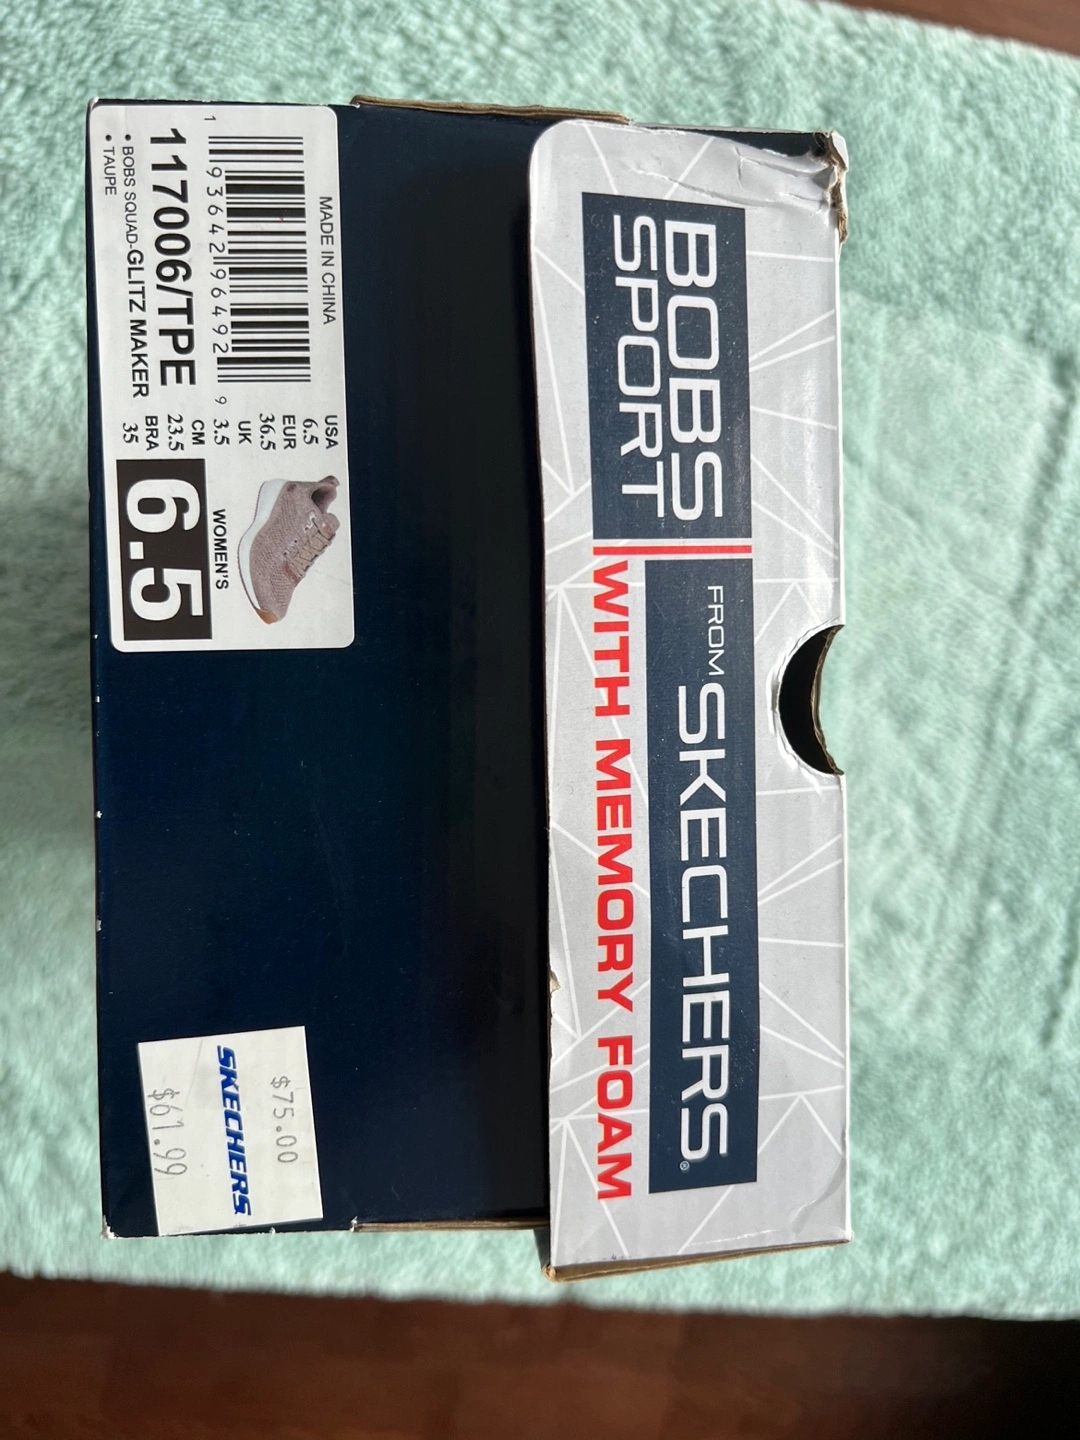 BOBS
SPORT
FROM SKECHERS®
WITH MEMORY FOAM
MADE IN CHINA
1 93642 96492 9
117006/TPE
• BOBS SQUAD-GLITZ MAKER
• TAUPE
USA
6.5
EUR
36.5
UK
3.5
CM
23.5
BRA
35
WOMEN'S
6.5
$75.00
SKECHERS
$61.99